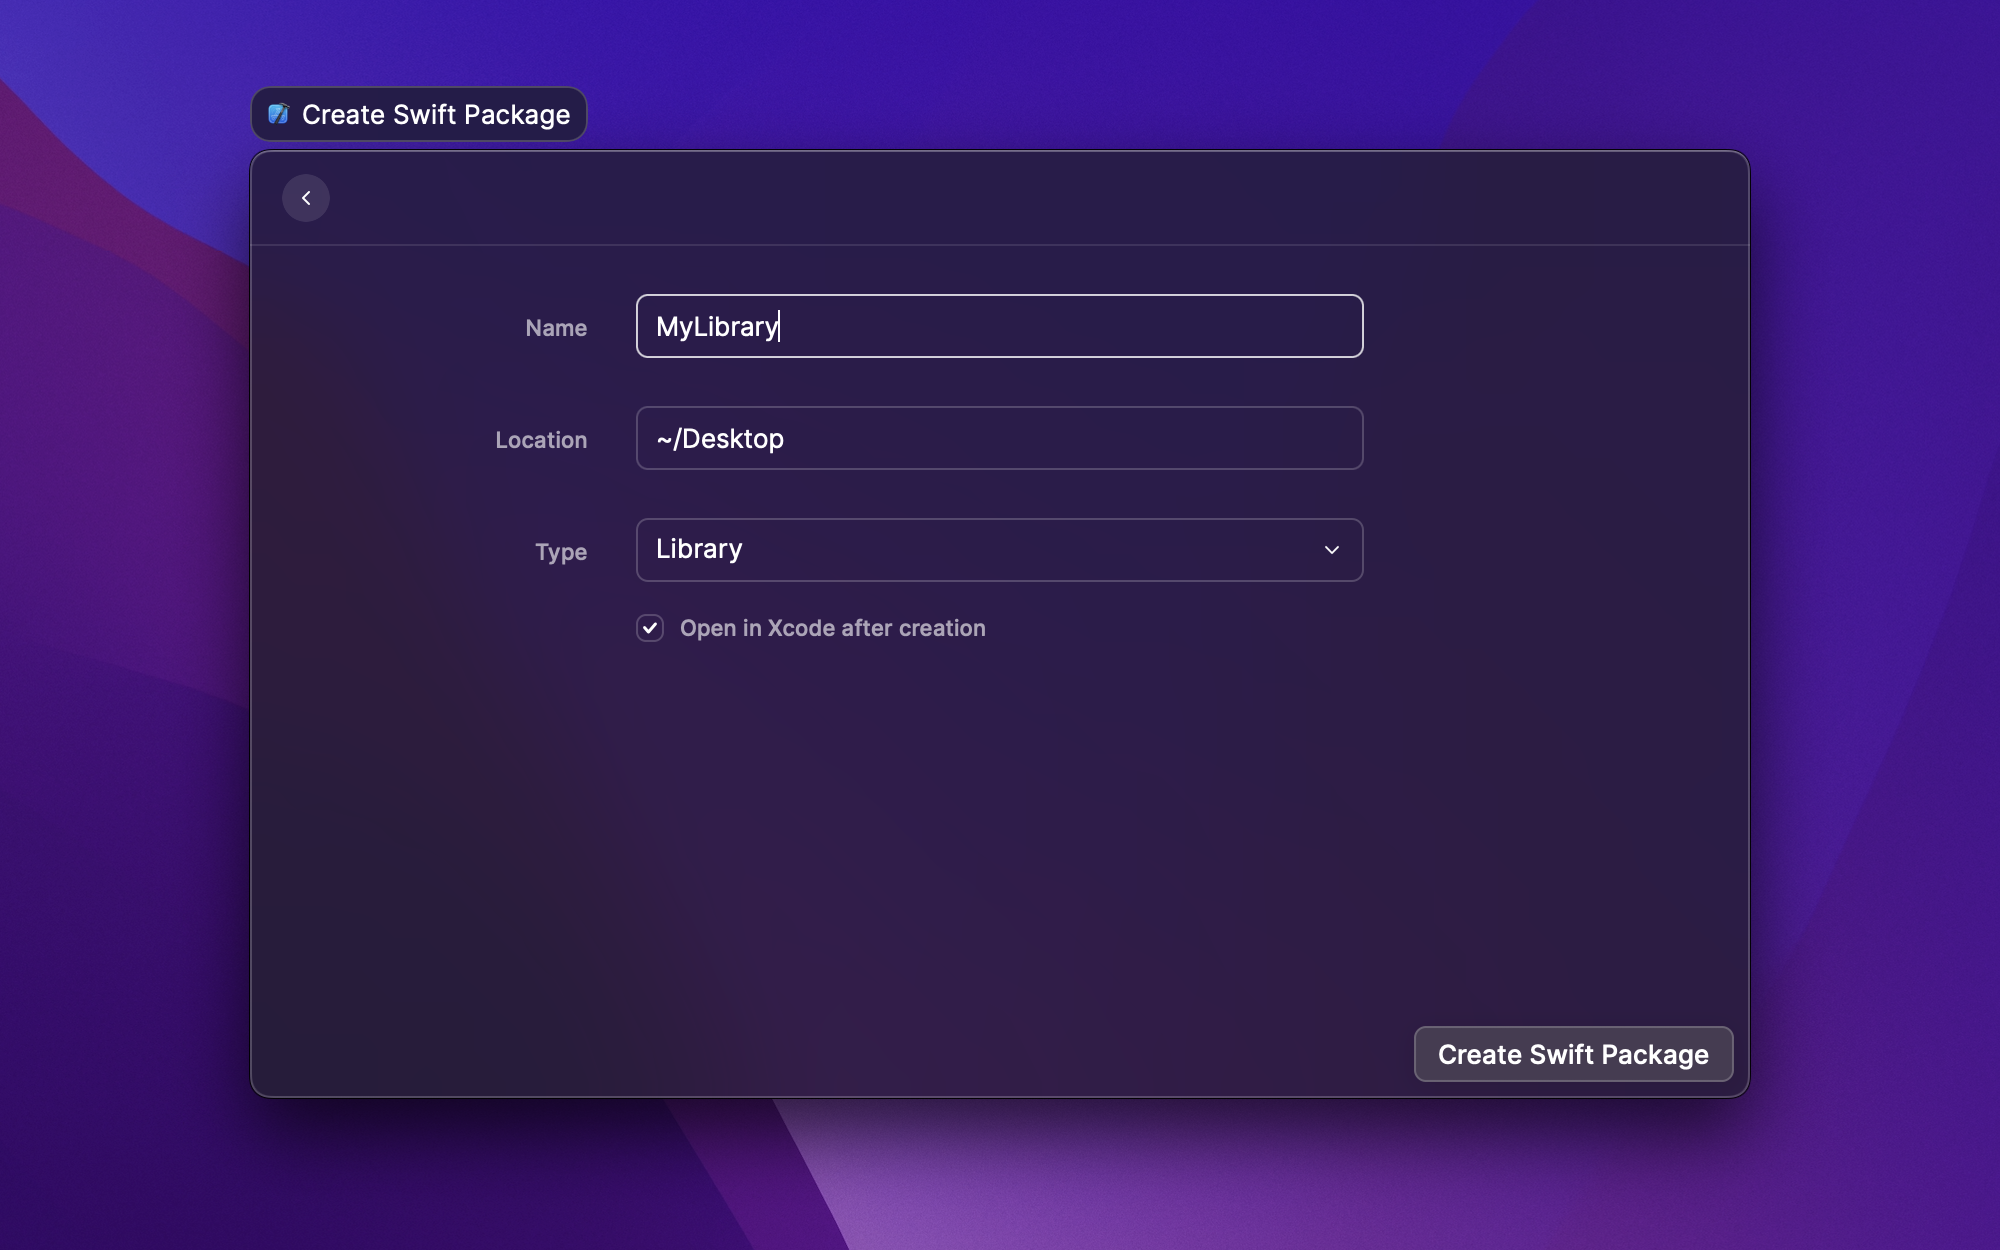 Create Swift Package
Name
MyLibrary
Location
~/Desktop
Type
Library
Open in Xcode after creation
Create Swift Package